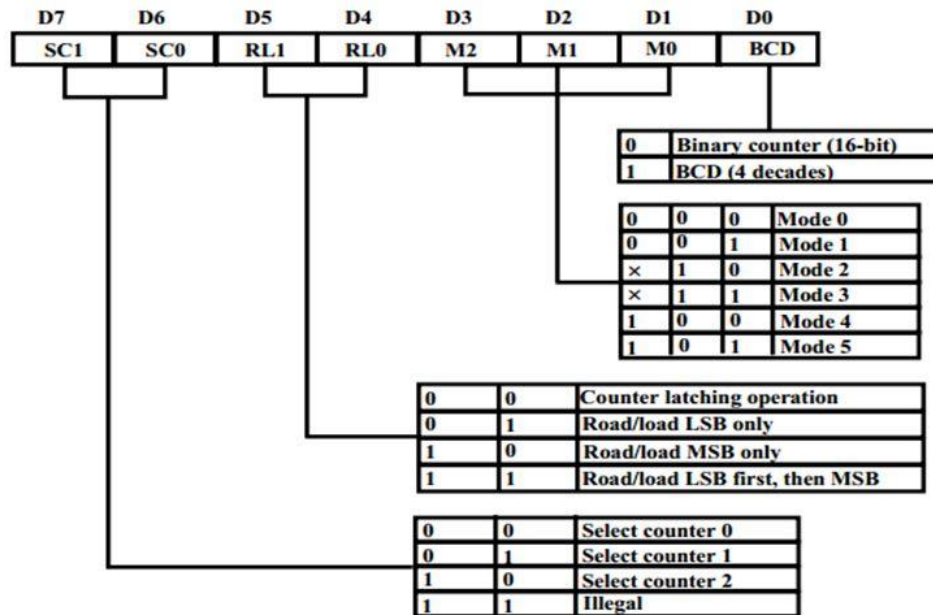 D7 D6 D5 D4 D3 D2 D1 D0
SC1 SC0 RL1 RL0 M2 M1 M0 BCD
0 Binary counter (16-bit)
1 BCD (4 decades)
0 0 0 Mode 0
0 0 1 Mode 1
× 1 0 Mode 2
× 1 1 Mode 3
1 0 0 Mode 4
1 0 1 Mode 5
0 0 Counter latching operation
0 1 Road/load LSB only
1 0 Road/load MSB only
1 1 Road/load LSB first, then MSB
0 0 Select counter 0
0 1 Select counter 1
1 0 Select counter 2
1 1 Illegal